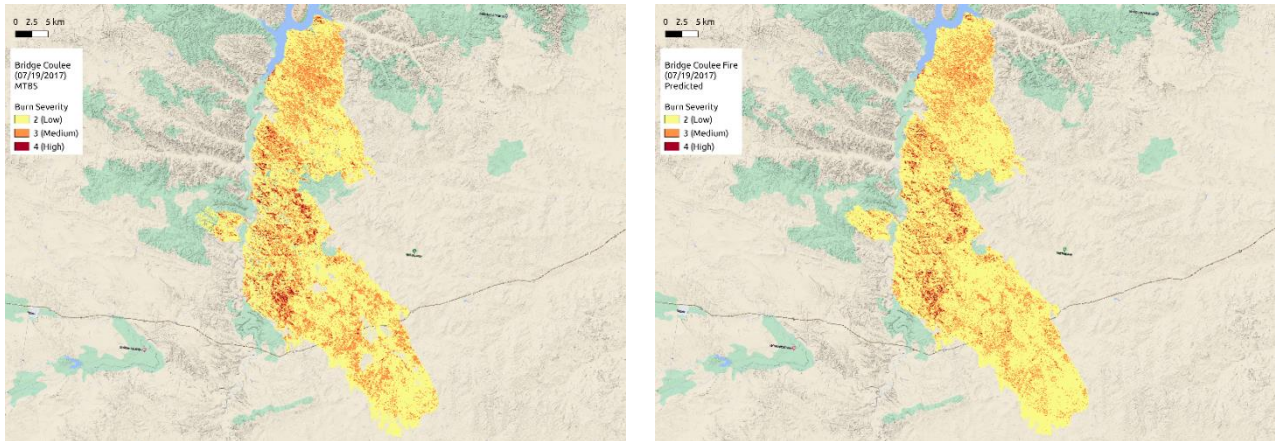 0 2.5 5 km
Bridge Coulee
(07/19/2017)
MTBS
Burn Severity
2 (Low)
3 (Medium)
4 (High)
0 2.5 5 km
Bridge Coulee Fire
(07/19/2017)
Predicted
Burn Severity
2 (Low)
3 (Medium)
4 (High)